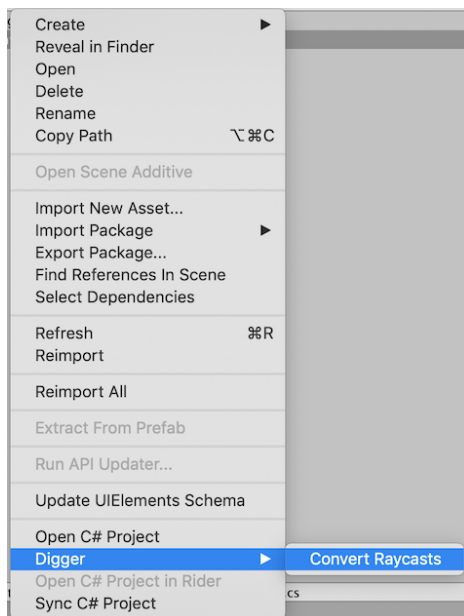 Create
Reveal in Finder
Open
Delete
Rename
Copy Path ⌥⌘C
Open Scene Additive
Import New Asset...
Import Package
Export Package...
Find References In Scene
Select Dependencies
Refresh ⌘R
Reimport
Reimport All
Extract From Prefab
Run API Updater...
Update UIElements Schema
Open C# Project
Digger Convert Raycasts
Open C# Project in Rider
cs
Sync C# Project